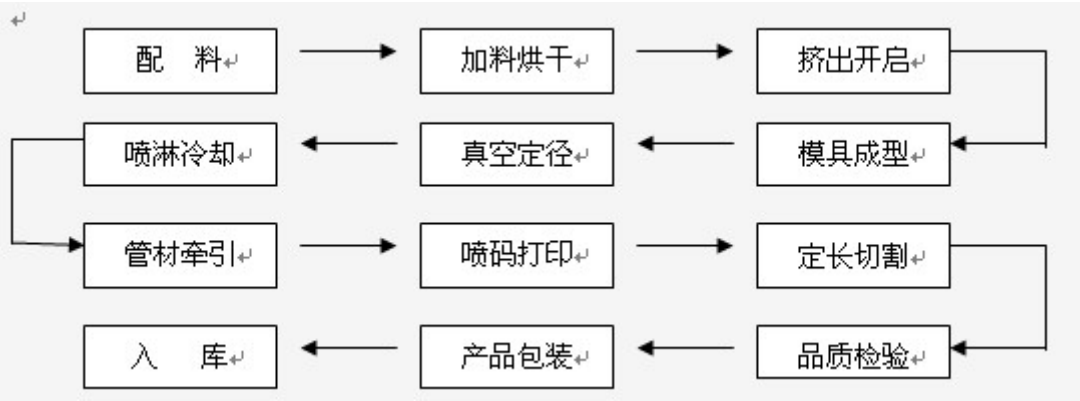 配 料
加料烘干
挤出开启
喷淋冷却
真空定径
模具成型
管材牵引
喷码打印
定长切割
入 库
产品包装
品质检验